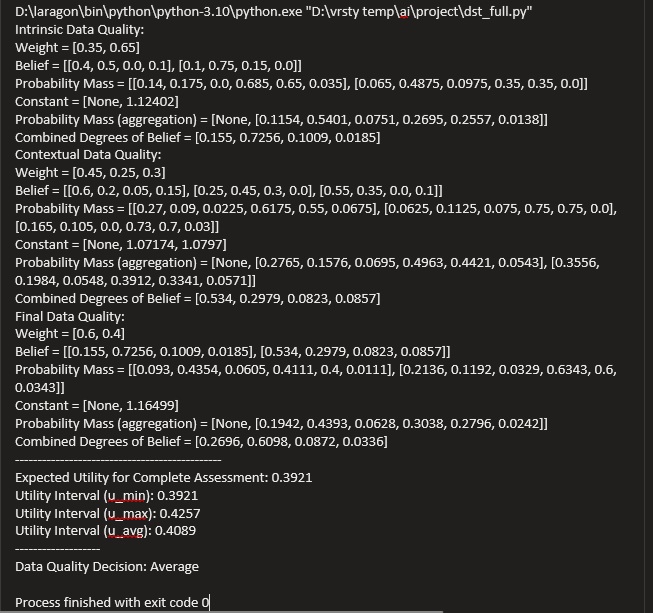 D:\laragon\bin\python\python-3.10\python.exe "D:\vrsty temp\ai\project\dst_full.py"
Intrinsic Data Quality:
Weight = [0.35, 0.65]
Belief = [[0.4, 0.5, 0.0, 0.1], [0.1, 0.75, 0.15, 0.0]]
Probability Mass = [[0.14, 0.175, 0.0, 0.685, 0.65, 0.035], [0.065, 0.4875, 0.0975, 0.35, 0.35, 0.0]]
Constant = [None, 1.12402]
Probability Mass (aggregation) = [None, [0.1154, 0.5401, 0.0751, 0.2695, 0.2557, 0.0138]]
Combined Degrees of Belief = [0.155, 0.7256, 0.1009, 0.0185]
Contextual Data Quality:
Weight = [0.45, 0.25, 0.3]
Belief = [[0.6, 0.2, 0.05, 0.15], [0.25, 0.45, 0.3, 0.0], [0.55, 0.35, 0.0, 0.1]]
Probability Mass = [[0.27, 0.09, 0.0225, 0.6175, 0.55, 0.0675], [0.0625, 0.1125, 0.075, 0.75, 0.75, 0.0],
[0.165, 0.105, 0.0, 0.73, 0.7, 0.03]]
Constant = [None, 1.07174, 1.0797]
Probability Mass (aggregation) = [None, [0.2765, 0.1576, 0.0695, 0.4963, 0.4421, 0.0543], [0.3556,
0.1984, 0.0548, 0.3912, 0.3341, 0.0571]]
Combined Degrees of Belief = [0.534, 0.2979, 0.0823, 0.0857]
Final Data Quality:
Weight = [0.6, 0.4]
Belief = [[0.155, 0.7256, 0.1009, 0.0185], [0.534, 0.2979, 0.0823, 0.0857]]
Probability Mass = [[0.093, 0.4354, 0.0605, 0.4111, 0.4, 0.0111], [0.2136, 0.1192, 0.0329, 0.6343, 0.6,
0.0343]]
Constant = [None, 1.16499]
Probability Mass (aggregation) = [None, [0.1942, 0.4393, 0.0628, 0.3038, 0.2796, 0.0242]]
Combined Degrees of Belief = [0.2696, 0.6098, 0.0872, 0.0336]
-----------------------------------------------
Expected Utility for Complete Assessment: 0.3921
Utility Interval (u_min): 0.3921
Utility Interval (u_max): 0.4257
Utility Interval (u_avg): 0.4089
-------------------
Data Quality Decision: Average
Process finished with exit code 0